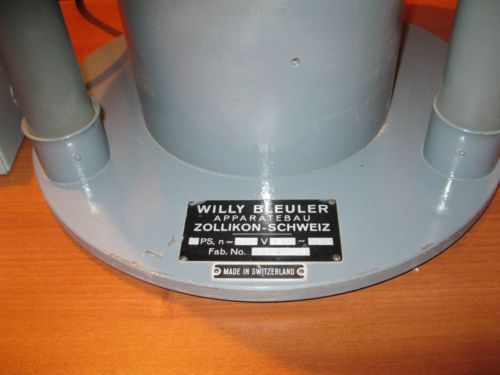 WILLY BLEULER
APPARATEBAU
ZOLLIKON-SCHWEIZ
PS, n= V ~
Fab. No.
MADE IN SWITZERLAND